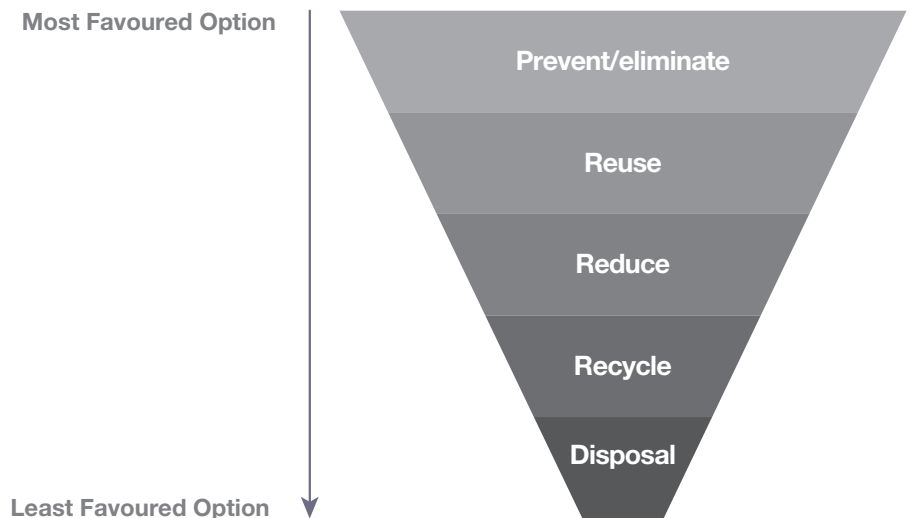 Most Favoured Option
Prevent/eliminate
Reuse
Reduce
Recycle
Disposal
Least Favoured Option